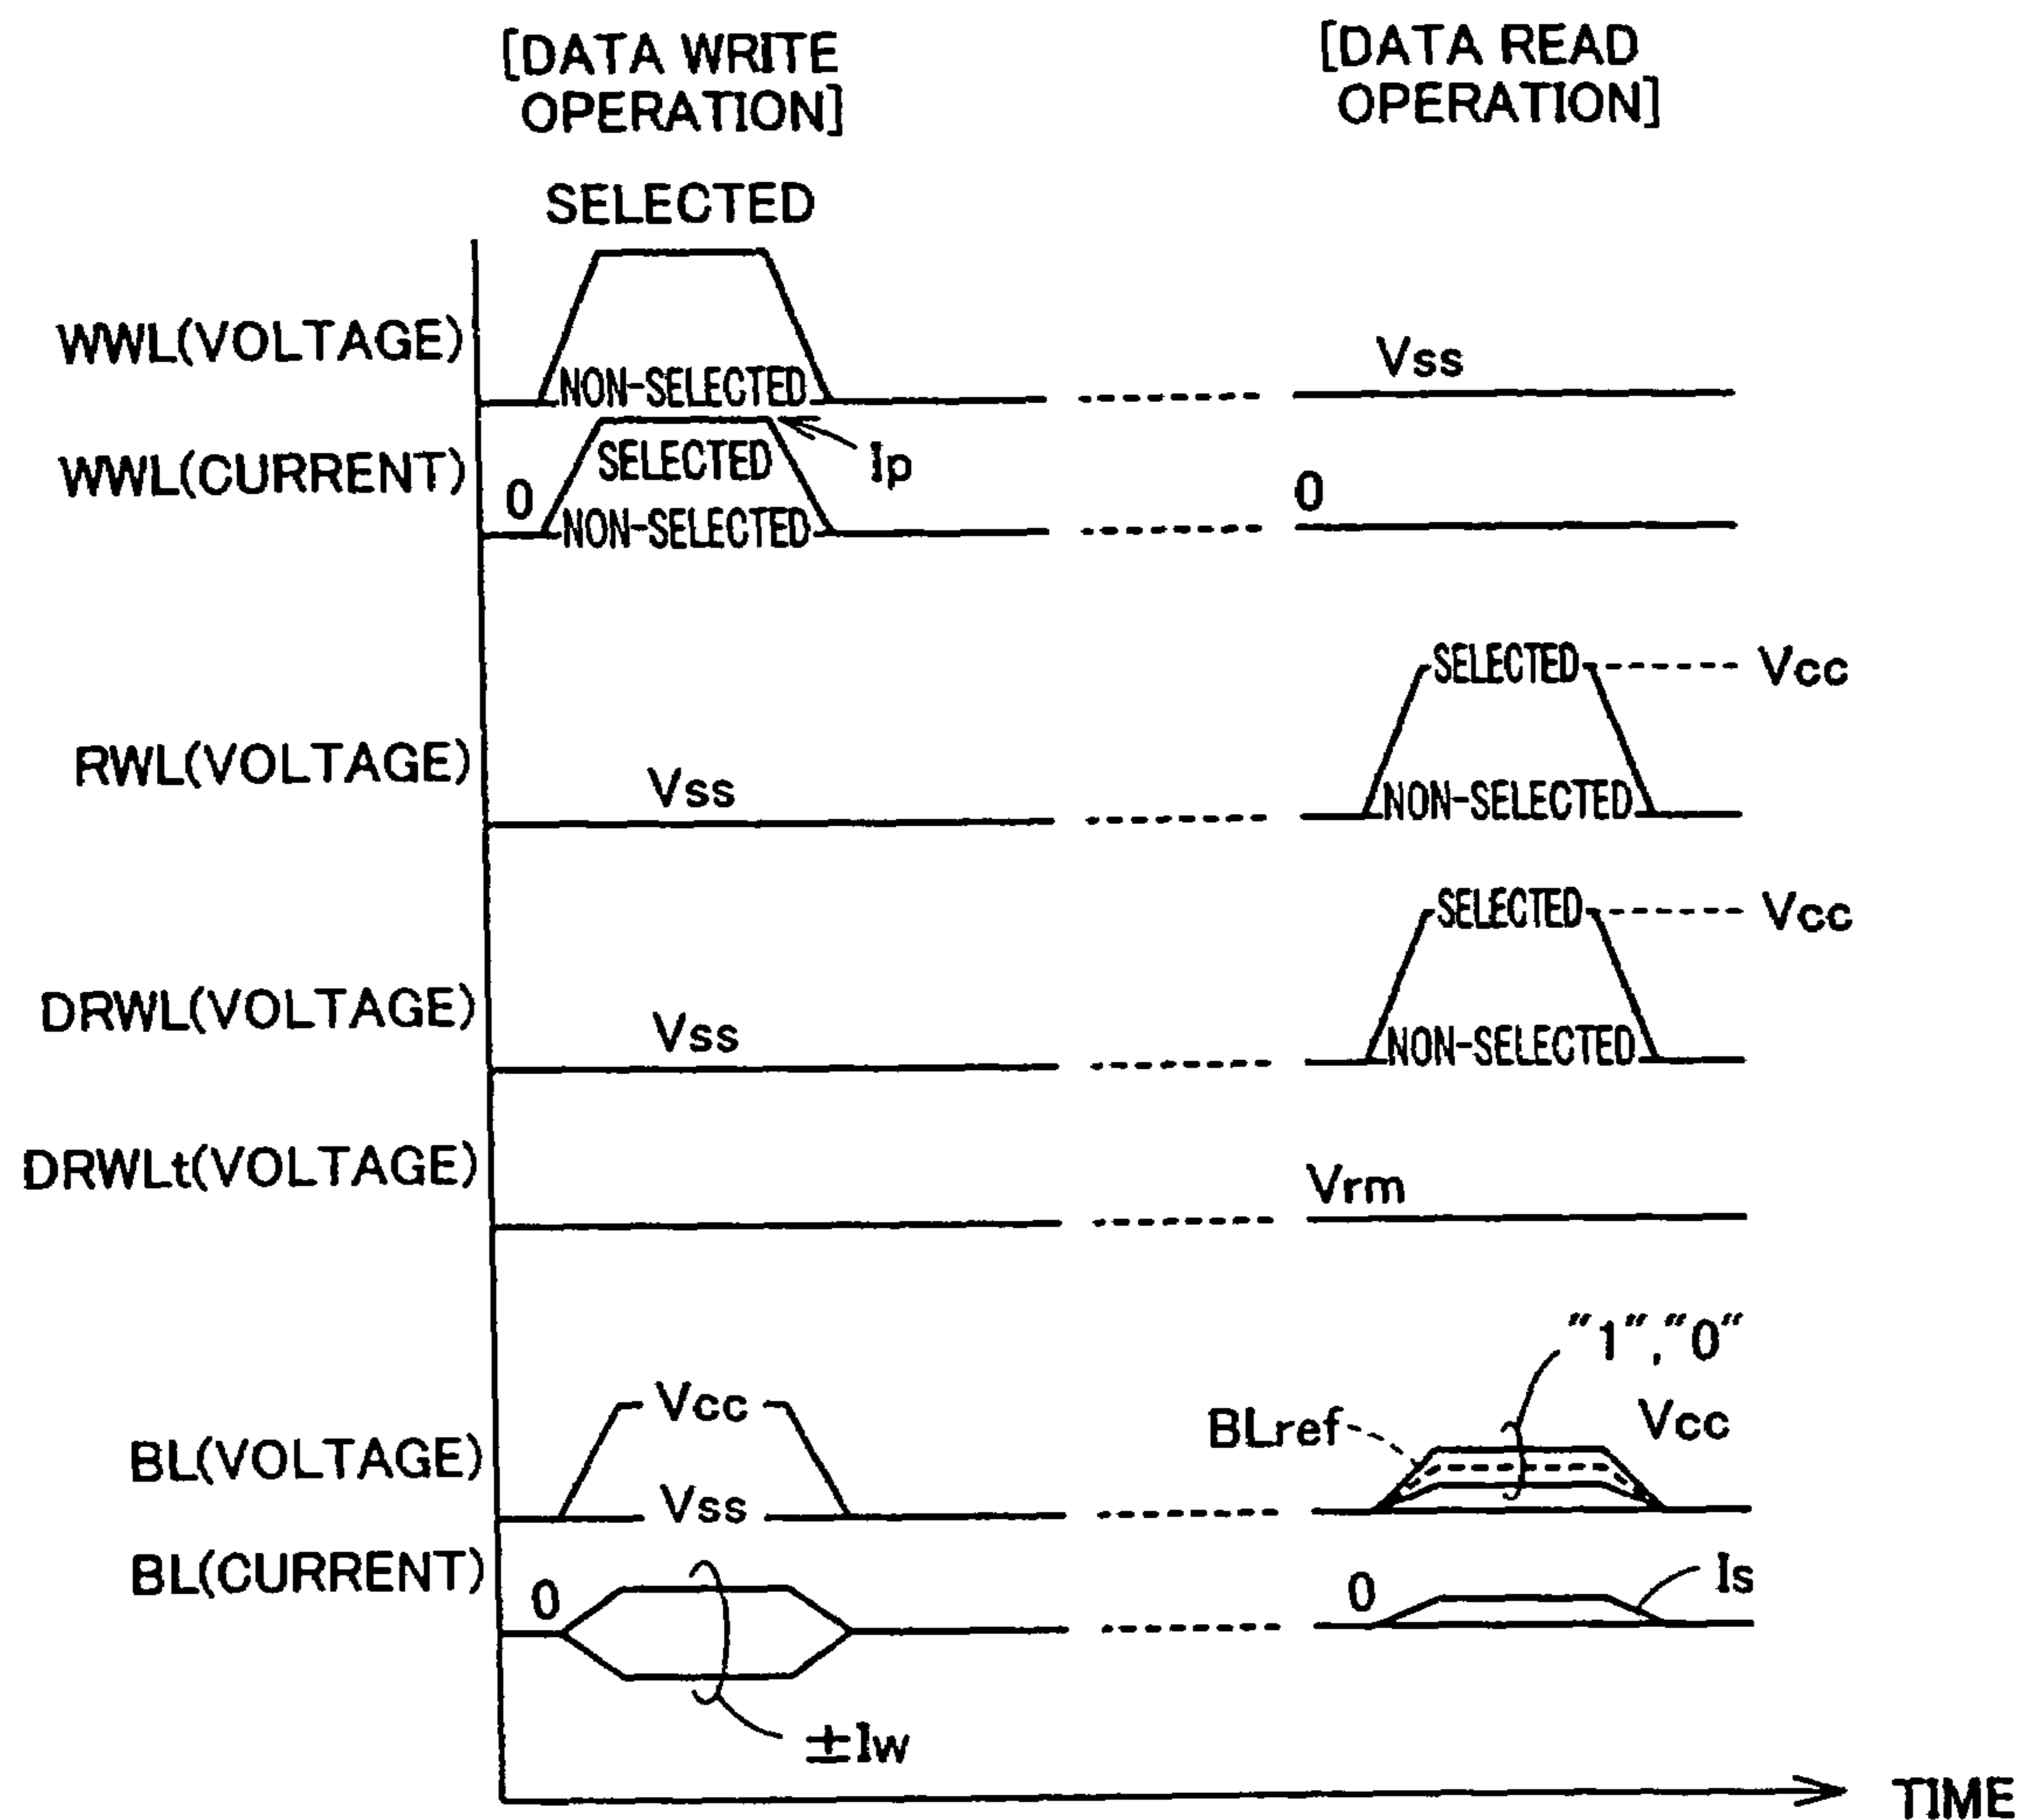 [DATA WRITE
OPERATION]
[DATA READ
OPERATION]
SELECTED
WWL(VOLTAGE)
NON-SELECTED
Vss
WWL(CURRENT)
0
SELECTED
NON-SELECTED
Ip
0
RWL(VOLTAGE)
Vss
SELECTED
Vcc
NON-SELECTED
DRWL(VOLTAGE)
Vss
SELECTED
Vcc
NON-SELECTED
DRWLt(VOLTAGE)
Vrm
"1","0"
BL(VOLTAGE)
Vcc
Vss
BLref
Vcc
BL(CURRENT)
0
±Iw
0
Is
TIME